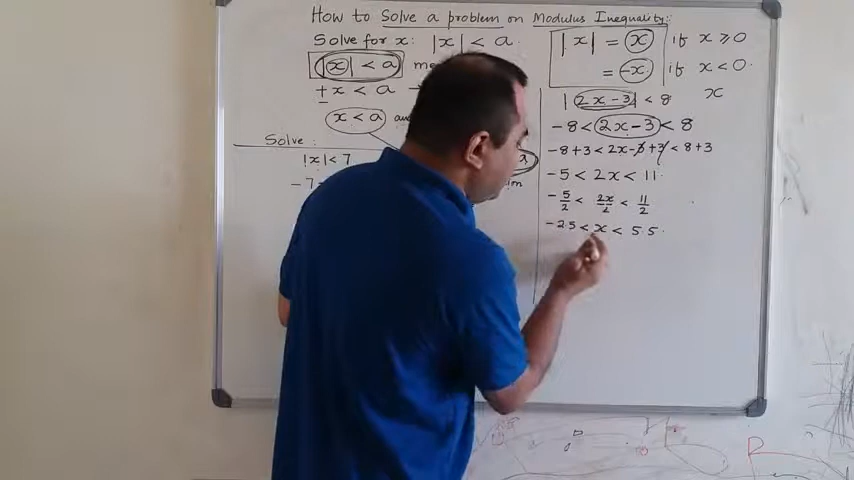 How to Solve a problem on Modulus Inequality:
Solve for x: |x| < a.
|x| < a
±x < a
x < a
Solve:
|x| < 7
-7
|x| = x if x ⩾ 0
= -x if x < 0
x
|2x-3| < 8
-8 < 2x-3 < 8
-8+3 < 2x-3+3 < 8+3
-5 < 2x < 11.
-5/2 < 2x/2 < 11/2
-2.5 < x < 5.5.